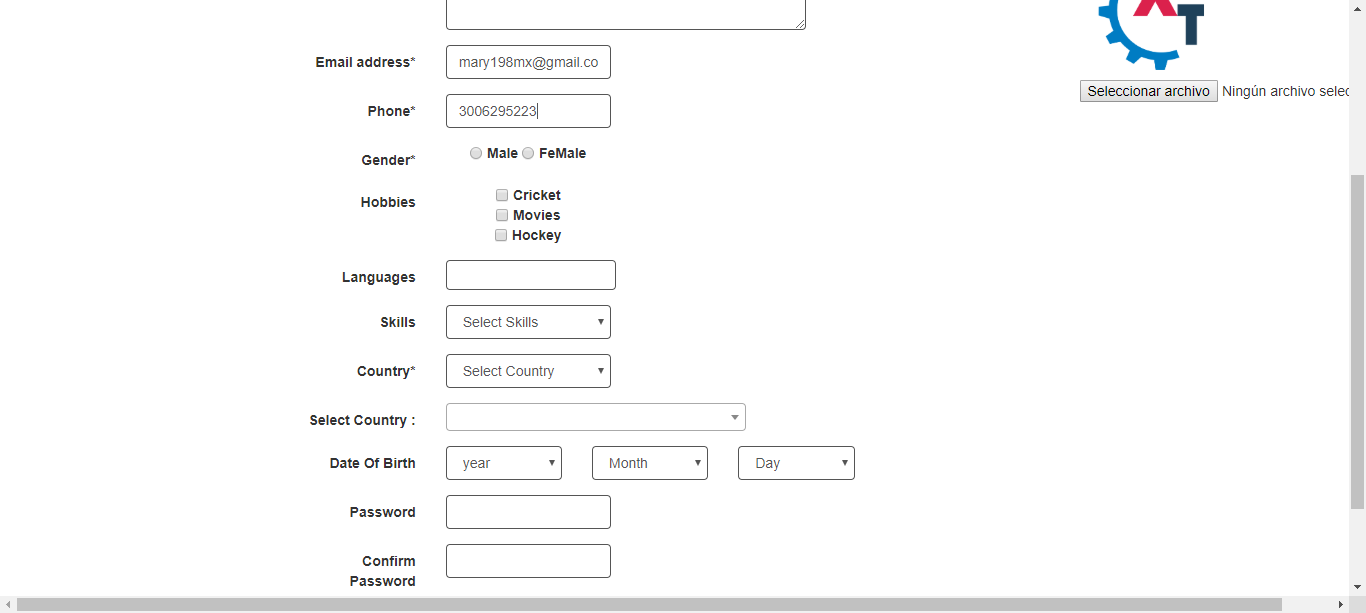 T
Email address* mary198mx@gmail.co
Seleccionar archivo Ningún archivo selec
Phone* 3006295223
Gender* Male FeMale
Hobbies Cricket
Movies
Hockey
Languages
Skills Select Skills
Country* Select Country
Select Country :
Date Of Birth year Month Day
Password
Confirm
Password